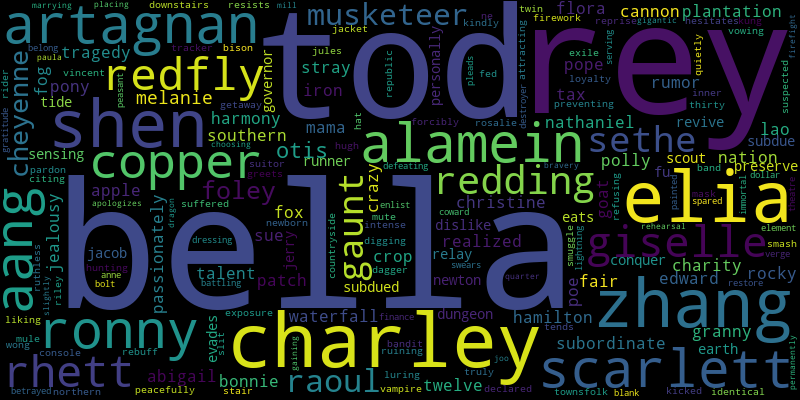 marrying placing downstairs resists mill
artagnan
musketeer
cannon plantation
tod
rey
twin
firework
reprise gigantic hesitates kung
tracker bison
belong
paula
tragedy
jacket
ne
kindly
vowing
redfly
governor
jules
stray
personally
attracting
destroyer
exile
serving
loyalty
quietly
firefight
suspected
vincent
pony
fog
rider
cheyenne
peasant
iron
republic
pleads
fed
pope
rumor
tax
inner
preventing
thirty
melanie
getaway
hat
tide
shen
harmony
southern
mama
hugh
forcibly
rosalie
nathaniel
revive
lao
subdue
gratitude
sensing
choosing
otis
alamein
sethe
copper
suitor
runner
defeating
bravery
polly
scout
band
nation
preserve
pardon
citing
greets
crazy
redding
fu
dollar
aang
jealousy
apple
suffered
foley
gaunt
enlist
coward
christine
eats
goat
refusing
painted
mask
spared
immortal
elia
theatre
apologizes
dragon
newborn
fox
mute
intense
dislike
realized
smuggle
lightning
rehearsal
element
bella
passionately
dressing
sue
jerry
countryside
digging
crop
relay
giselle
smash
jacob
hunting
anne
bolt
talent
battling
patch
dagger
swears
newton
quarter
poe
conquer
charity
verge
rocky
ruthless
slightly
riley
liking
exposure
waterfall
finance
dungeon
fair
edward
restore
zhang
hamilton
mule
wong
console
ronny
rebuff
evades
slit
charley
bandit
ruining
tends
subordinate
granny
earth
rhett
abigail
bonnie
gaining
raoul
luring
joo
truly
scarlett
permanently
betrayed
northern
peacefully
stair
vampire
twelve
declared
townsfolk
blank
kicked
identical